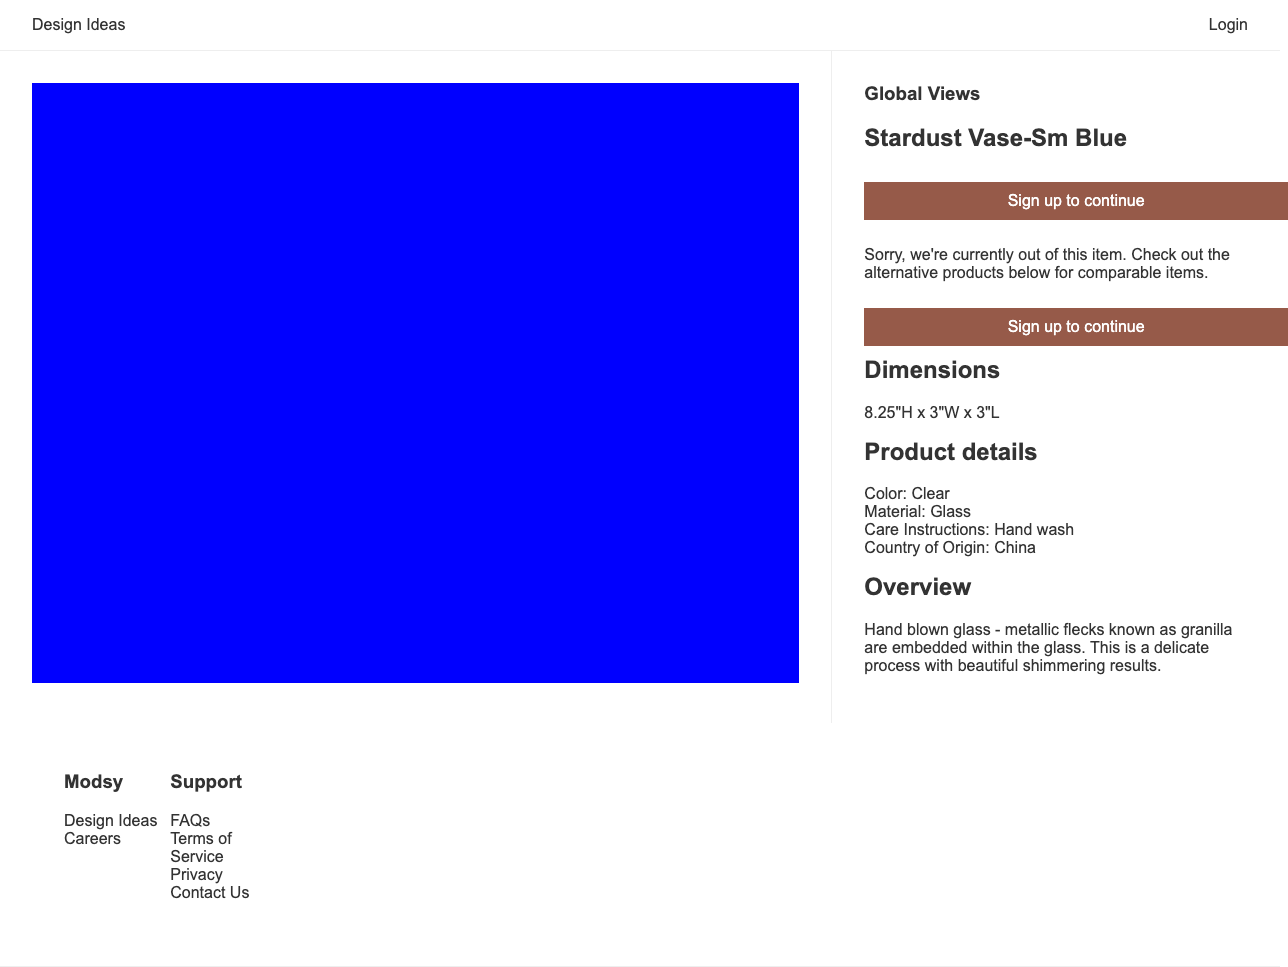 Design Ideas
Login
Global Views
Stardust Vase-Sm Blue
Sign up to continue
Sorry, we're currently out of this item. Check out the
alternative products below for comparable items.
Sign up to continue
Dimensions
8.25"H x 3"W x 3"L
Product details
Color: Clear
Material: Glass
Care Instructions: Hand wash
Country of Origin: China
Overview
Hand blown glass - metallic flecks known as granilla
are embedded within the glass. This is a delicate
process with beautiful shimmering results.
Modsy
Design Ideas
Careers
Support
FAQs
Terms of
Service
Privacy
Contact Us